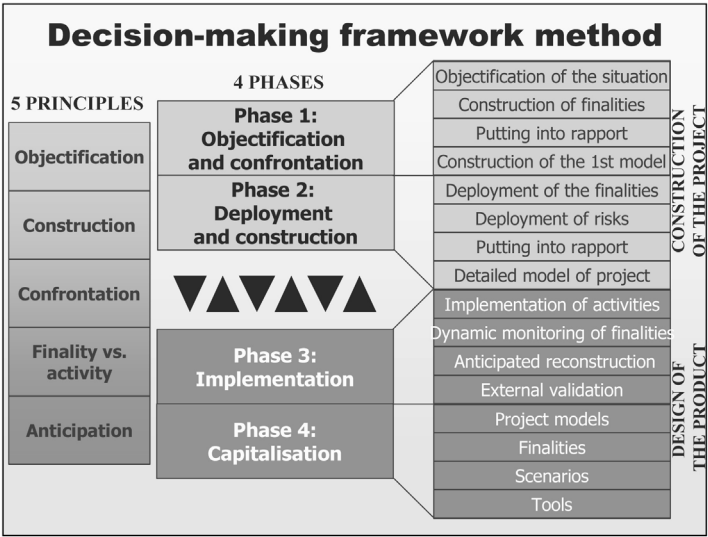 Decision-making framework method
5 PRINCIPLES
Objectification
Construction
Confrontation
Finality vs.
activity
Anticipation
4 PHASES
Phase 1:
Objectification
and confrontation
Phase 2:
Deployment
and construction
Phase 3:
Implementation
Phase 4:
Capitalisation
Objectification of the situation
Construction of finalities
Putting into rapport
Construction of the 1st model
Deployment of the finalities
Deployment of risks
Putting into rapport
Detailed model of project
Implementation of activities
Dynamic monitoring of finalities
Anticipated reconstruction
External validation
Project models
Finalities
Scenarios
Tools
CONSTRUCTION
OF THE PROJECT
DESIGN OF
THE PRODUCT